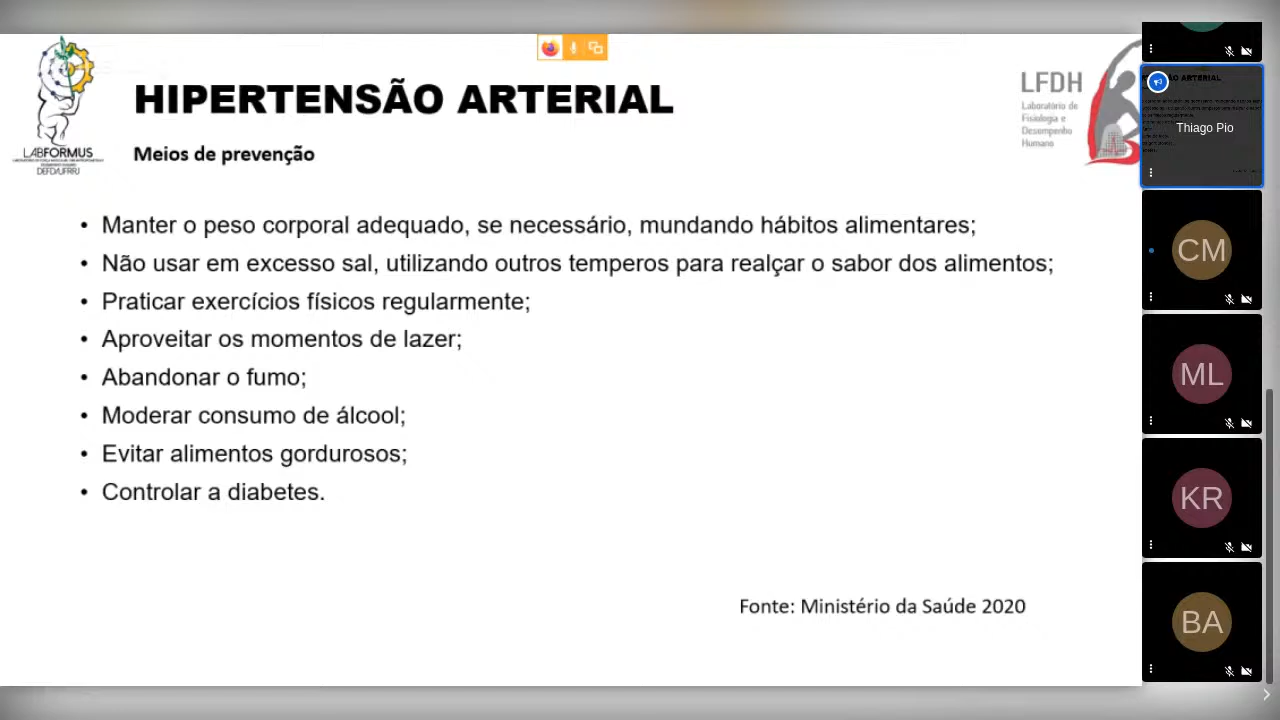 HIPERTENSÃO ARTERIAL
Meios de prevenção
LABFORMUS
DEFD/UFRRJ
LFDH
Laboratório de
Fisiologia e
Desempenho
Humano
• Manter o peso corporal adequado, se necessário, mundando hábitos alimentares;
• Não usar em excesso sal, utilizando outros temperos para realçar o sabor dos alimentos;
• Praticar exercícios físicos regularmente;
• Aproveitar os momentos de lazer;
• Abandonar o fumo;
• Moderar consumo de álcool;
• Evitar alimentos gordurosos;
• Controlar a diabetes.
Fonte: Ministério da Saúde 2020
Thiago Pio
CM
ML
KR
BA